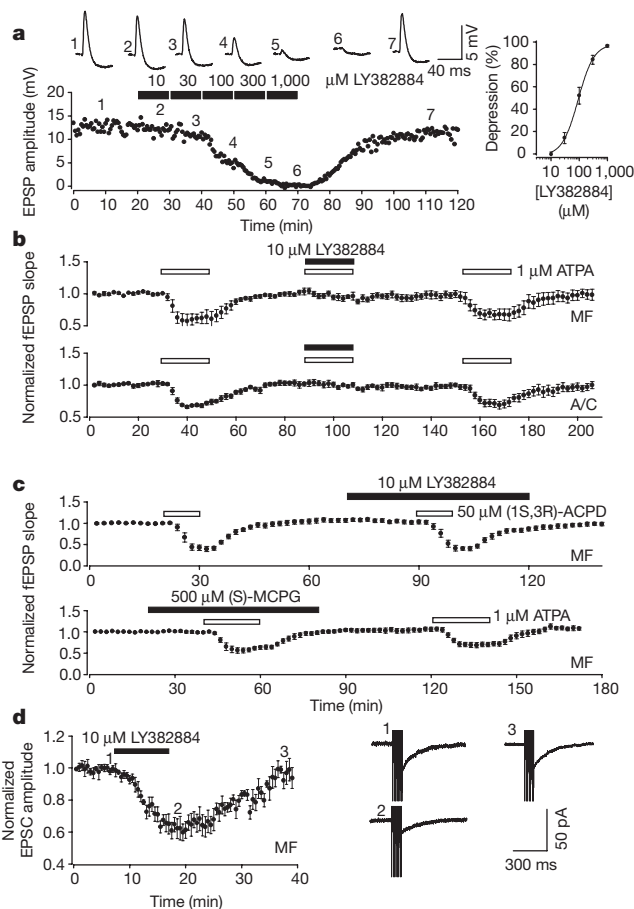 a
1 2 3 4 5 6 7
5 mV
40 ms
10 30 100 300 1,000 μM LY382884
EPSP amplitude (mV)
20
15
10
5
0
1 2 3 4 5 6 7
0 10 20 30 40 50 60 70 80 90 100 110 120
Time (min)
Depression (%)
100
80
60
40
20
0
10 100 1,000
[LY382884]
(μM)
b
10 μM LY382884
1 μM ATPA
Normalized fEPSP slope
1.5
1.0
0.5
MF
1.5
1.0
0.5
A/C
0 20 40 60 80 100 120 140 160 180 200
c
10 μM LY382884
50 μM (1S,3R)-ACPD
Normalized fEPSP slope
1.5
1.0
0.5
0.0
MF
0 30 60 90 120
500 μM (S)-MCPG
1 μM ATPA
1.5
1.0
0.5
0.0
MF
0 30 60 90 120 150 180
Time (min)
d
10 μM LY382884
Normalized
EPSC amplitude
1.2
1.0
0.8
0.6
0.4
1 2 3
MF
0 10 20 30 40
Time (min)
1 3
2
50 pA
300 ms